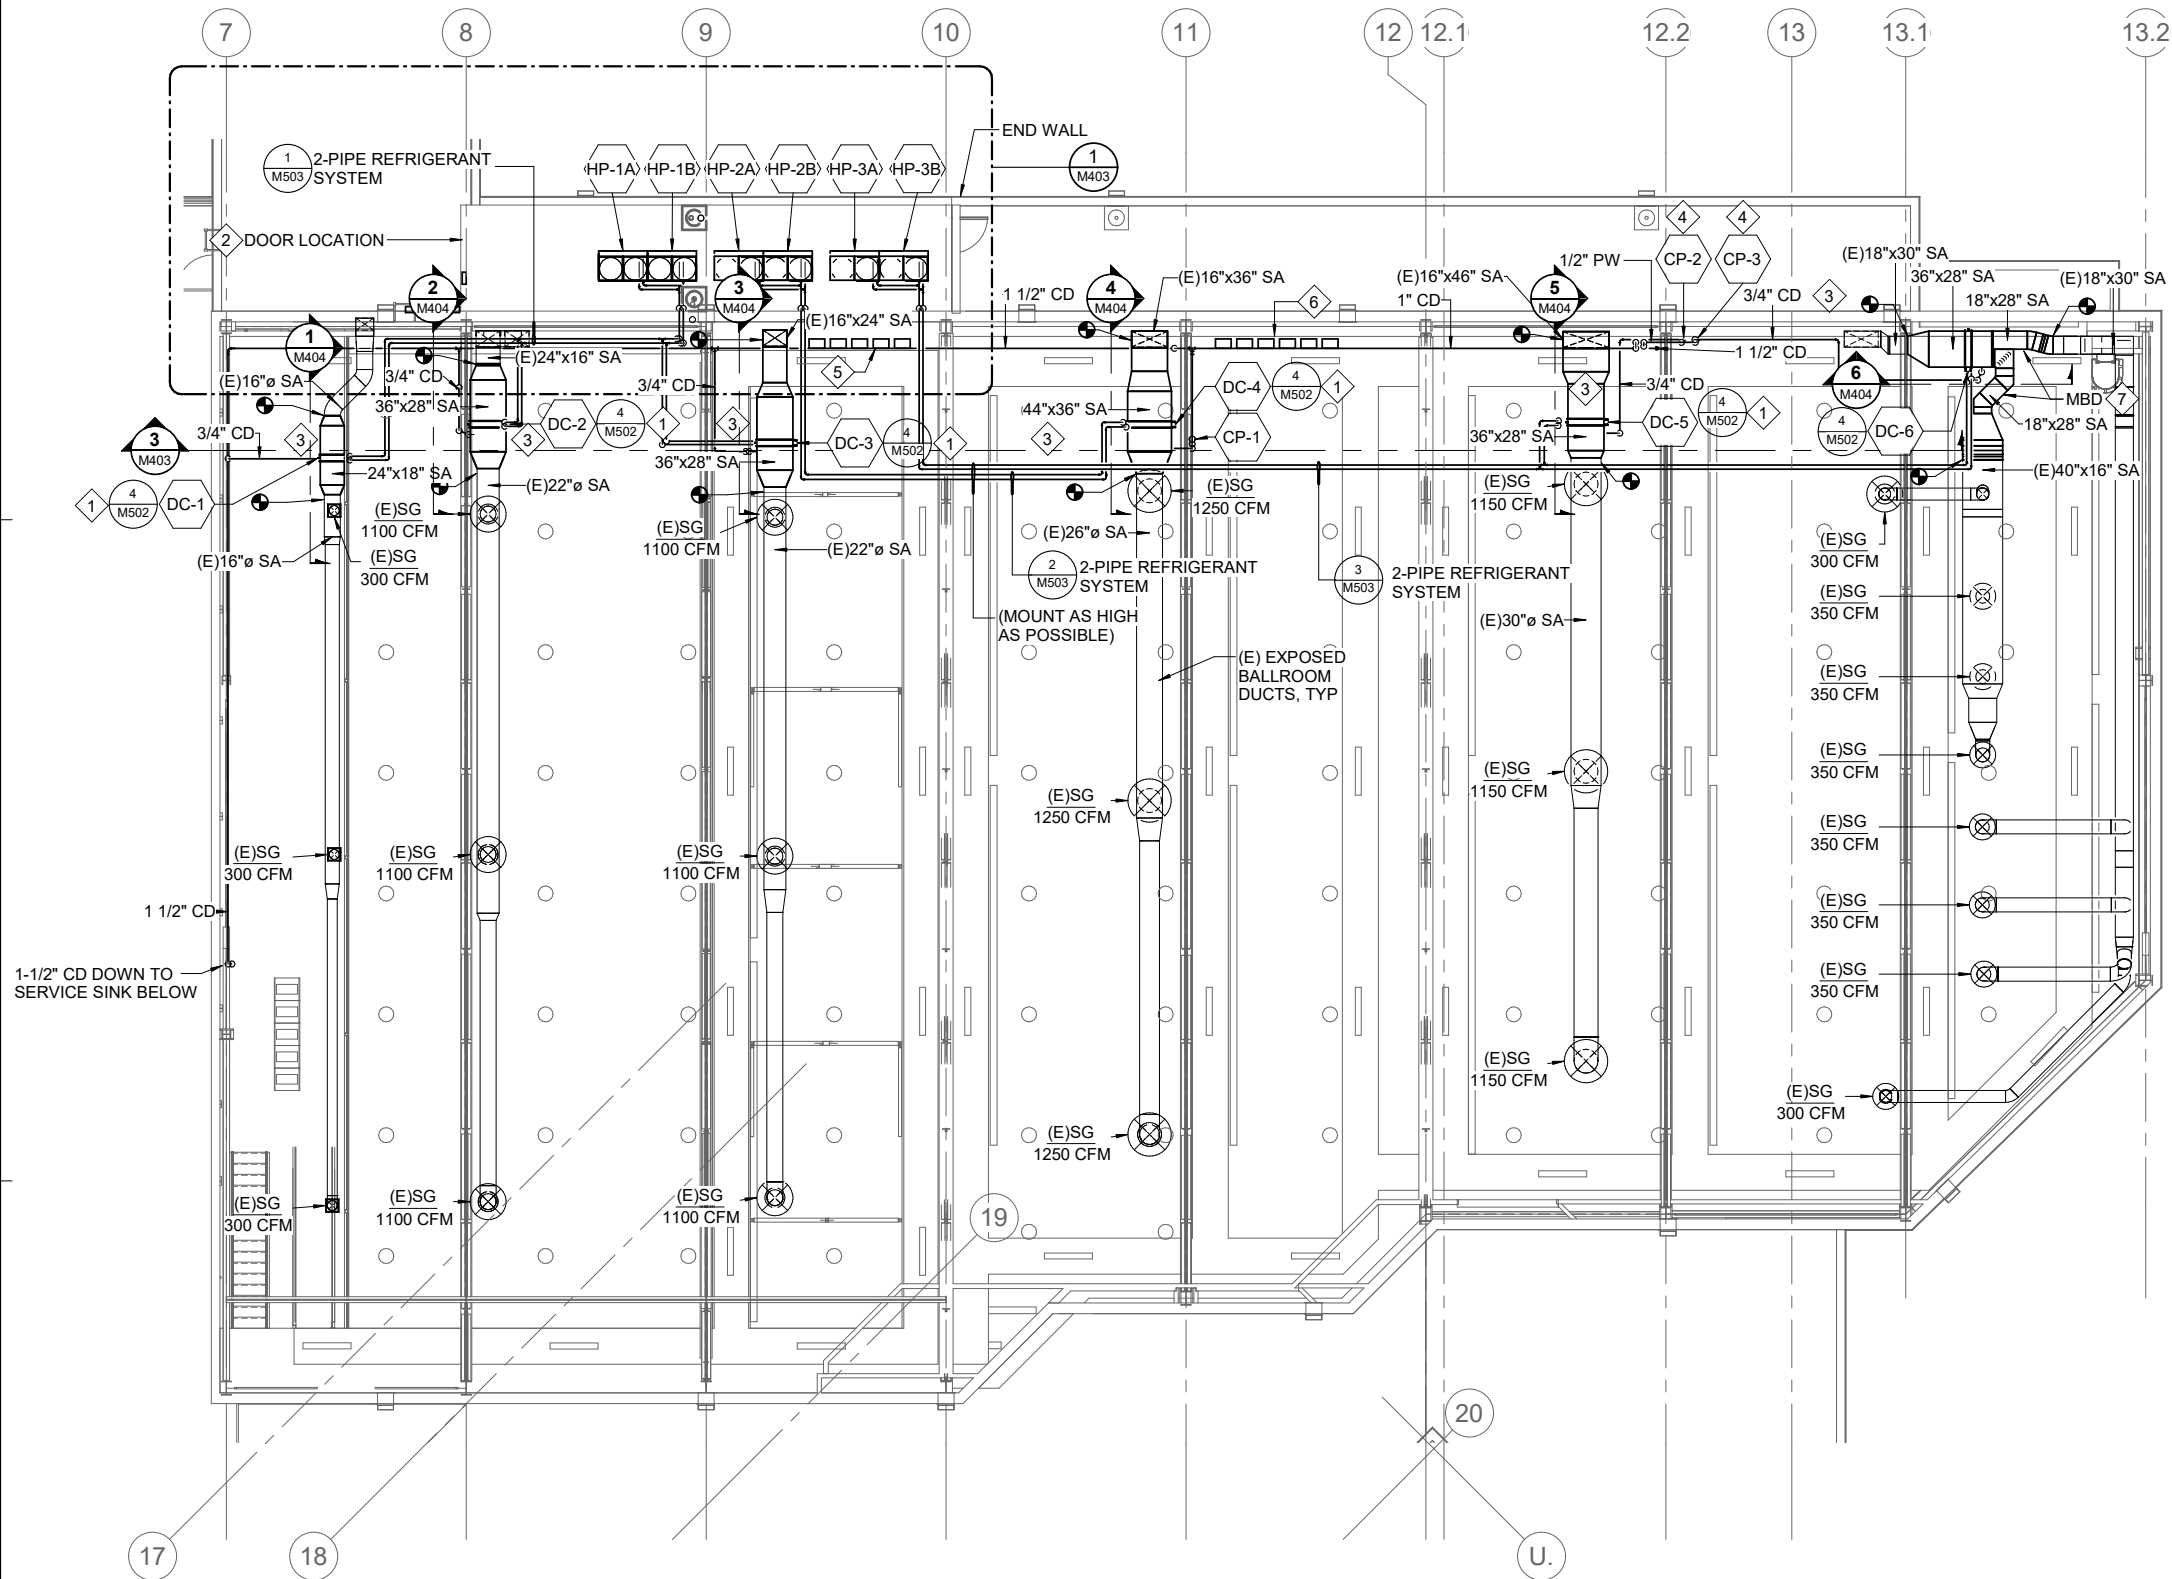 7
8
9
10
11
12
12.1
12.2
13
13.1
13.2
END WALL
1
M503
2-PIPE REFRIGERANT
SYSTEM
HP-1A
HP-1B
HP-2A
HP-2B
HP-3A
HP-3B
1
M403
2
DOOR LOCATION
4
4
CP-2
CP-3
1/2" PW
(E)18"x30" SA
36"x28" SA
(E)18"x30" SA
18"x28" SA
2
M404
3
M404
4
M404
(E)16"x36" SA
(E)16"x46" SA
5
M404
3/4" CD
3
1 1/2" CD
6
1" CD
(E)16"x24" SA
1
M404
(E)24"x16" SA
1 1/2" CD
(E)16"ø SA
3/4" CD
3/4" CD
5
3
3/4" CD
6
M404
MBD
7
36"x28" SA
DC-4
4
M502
1
44"x36" SA
18"x28" SA
3
M403
3/4" CD
3
3
DC-2
4
M502
1
3
DC-3
4
M502
1
3
CP-1
36"x28" SA
DC-5
4
M502
1
4
M502
DC-6
36"x28" SA
24"x18" SA
(E)40"x16" SA
1
4
M502
DC-1
(E)22"ø SA
(E)SG
1100 CFM
(E)SG
1100 CFM
(E)SG
1250 CFM
(E)SG
1150 CFM
(E)16"ø SA
(E)SG
300 CFM
(E)22"ø SA
(E)26"ø SA
(E)SG
300 CFM
2
M503
2-PIPE REFRIGERANT
SYSTEM
3
M503
2-PIPE REFRIGERANT
SYSTEM
(E)SG
350 CFM
(MOUNT AS HIGH
AS POSSIBLE)
(E)30"ø SA
(E) EXPOSED
BALLROOM
DUCTS, TYP
(E)SG
350 CFM
(E)SG
350 CFM
(E)SG
1150 CFM
(E)SG
1250 CFM
(E)SG
350 CFM
(E)SG
300 CFM
(E)SG
1100 CFM
(E)SG
1100 CFM
(E)SG
350 CFM
1 1/2" CD
(E)SG
350 CFM
1-1/2" CD DOWN TO
SERVICE SINK BELOW
(E)SG
1150 CFM
(E)SG
300 CFM
(E)SG
1250 CFM
(E)SG
300 CFM
(E)SG
1100 CFM
(E)SG
1100 CFM
19
20
17
18
U.